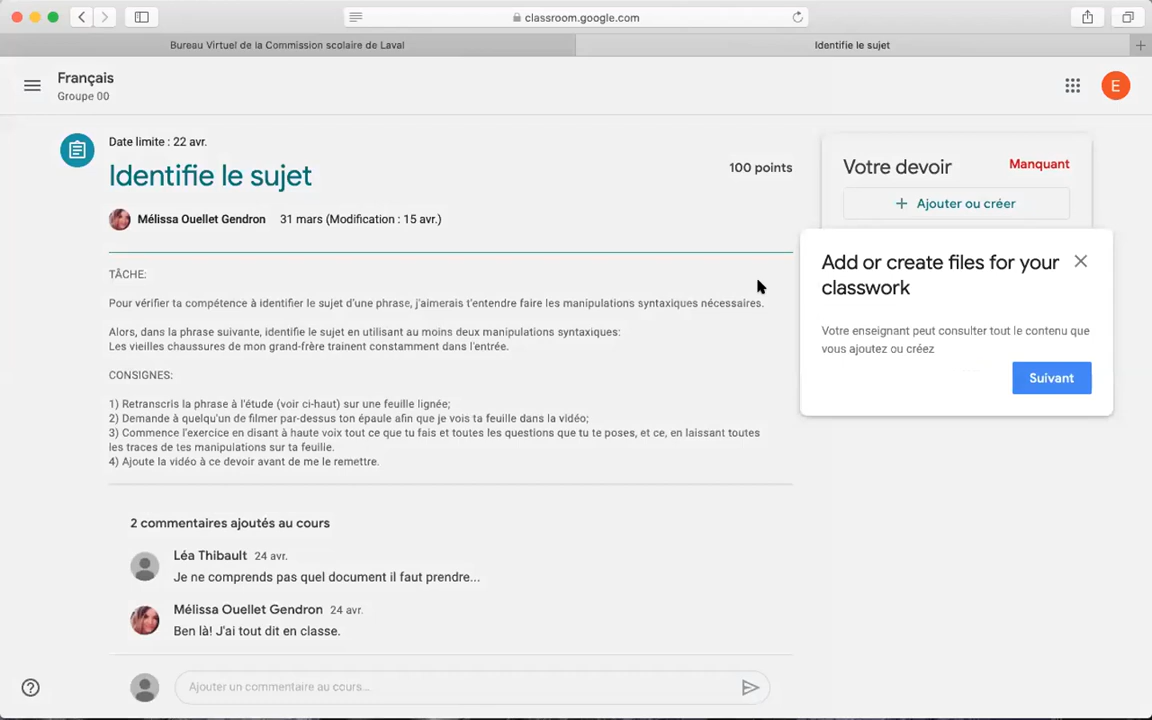 classroom.google.com
Bureau Virtuel de la Commission scolaire de Laval
Identifie le sujet
Français
Groupe 00
E
Date limite : 22 avr.
Identifie le sujet
100 points
Mélissa Ouellet Gendron 31 mars (Modification : 15 avr.)
TÂCHE:
Pour vérifier ta compétence à identifier le sujet d'une phrase, j'aimerais t'entendre faire les manipulations syntaxiques nécessaires.
Alors, dans la phrase suivante, identifie le sujet en utilisant au moins deux manipulations syntaxiques:
Les vieilles chaussures de mon grand-frère trainent constamment dans l'entrée.
CONSIGNES:
1) Retranscris la phrase à l'étude (voir ci-haut) sur une feuille lignée;
2) Demande à quelqu'un de filmer par-dessus ton épaule afin que je vois ta feuille dans la vidéo;
3) Commence l'exercice en disant à haute voix tout ce que tu fais et toutes les questions que tu te poses, et ce, en laissant toutes
les traces de tes manipulations sur ta feuille.
4) Ajoute la vidéo à ce devoir avant de me le remettre.
2 commentaires ajoutés au cours
Léa Thibault 24 avr.
Je ne comprends pas quel document il faut prendre...
Mélissa Ouellet Gendron 24 avr.
Ben là! J'ai tout dit en classe.
Ajouter un commentaire au cours...
Votre devoir
Manquant
+ Ajouter ou créer
Add or create files for your
classwork
Votre enseignant peut consulter tout le contenu que
vous ajoutez ou créez
Suivant